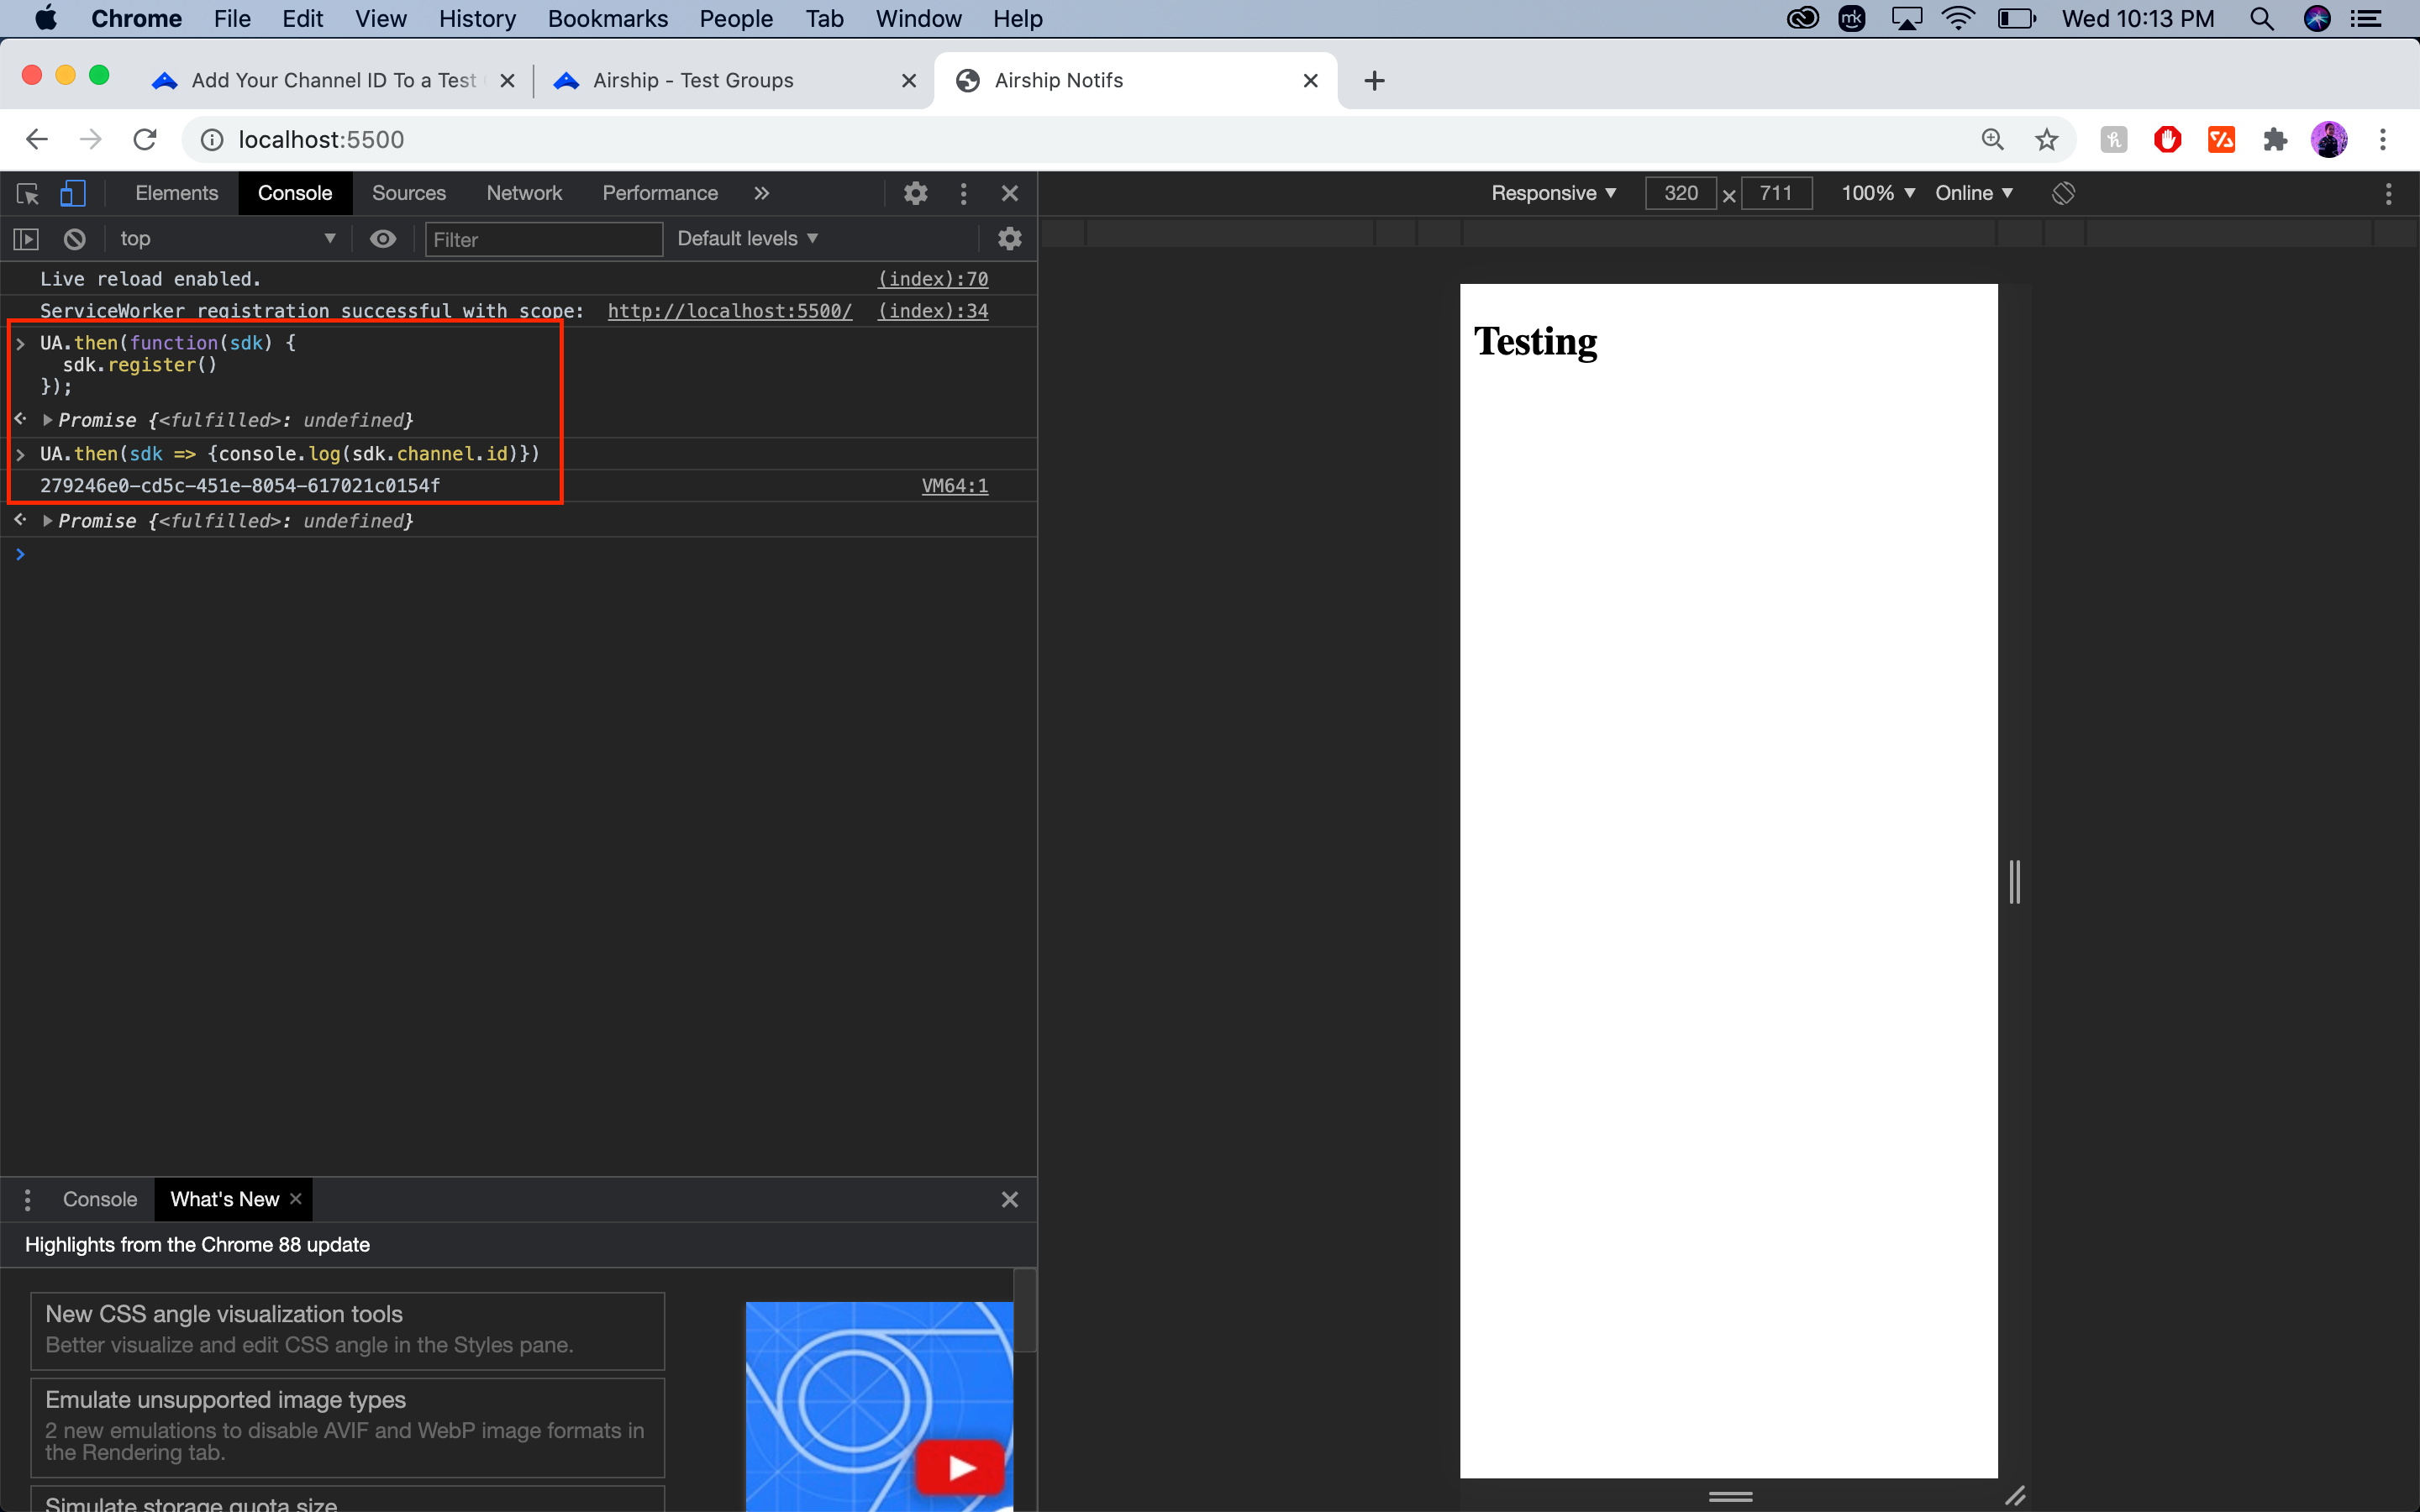 Chrome File Edit View History Bookmarks People Tab Window Help
mk Wed 10:13 PM
Add Your Channel ID To a Test
Airship - Test Groups
Airship Notifs
localhost:5500
Elements Console Sources Network Performance
Responsive 320 × 711 100% Online
top Filter Default levels
Live reload enabled. (index):70
ServiceWorker registration successful with scope: http://localhost:5500/ (index):34
UA.then(function(sdk) {
sdk.register()
});
Promise {<fulfilled>: undefined}
UA.then(sdk => {console.log(sdk.channel.id)})
279246e0-cd5c-451e-8054-617021c0154f VM64:1
Promise {<fulfilled>: undefined}
Testing
Console What's New
Highlights from the Chrome 88 update
New CSS angle visualization tools
Better visualize and edit CSS angle in the Styles pane.
Emulate unsupported image types
2 new emulations to disable AVIF and WebP image formats in
the Rendering tab.
Simulate storage quota size